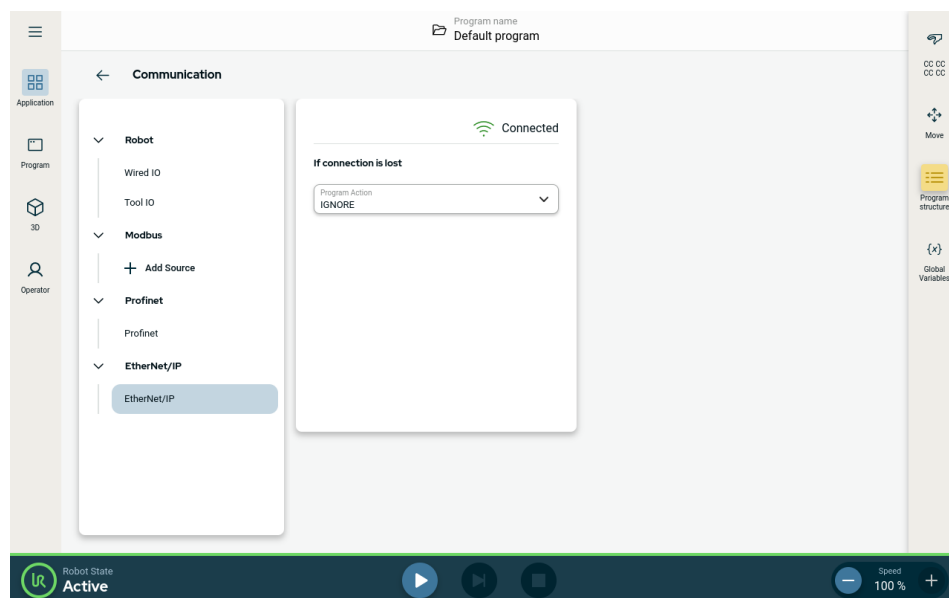 Program name
Default program
Application
Program
3D
Operator
Communication
Robot
Wired IO
Tool IO
Modbus
Add Source
Profinet
Profinet
EtherNet/IP
EtherNet/IP
Connected
If connection is lost
Program Action
IGNORE
CC CC
CC CC
Move
Program
structure
{x}
Global
Variables
UR
Robot State
Active
Speed
100 %